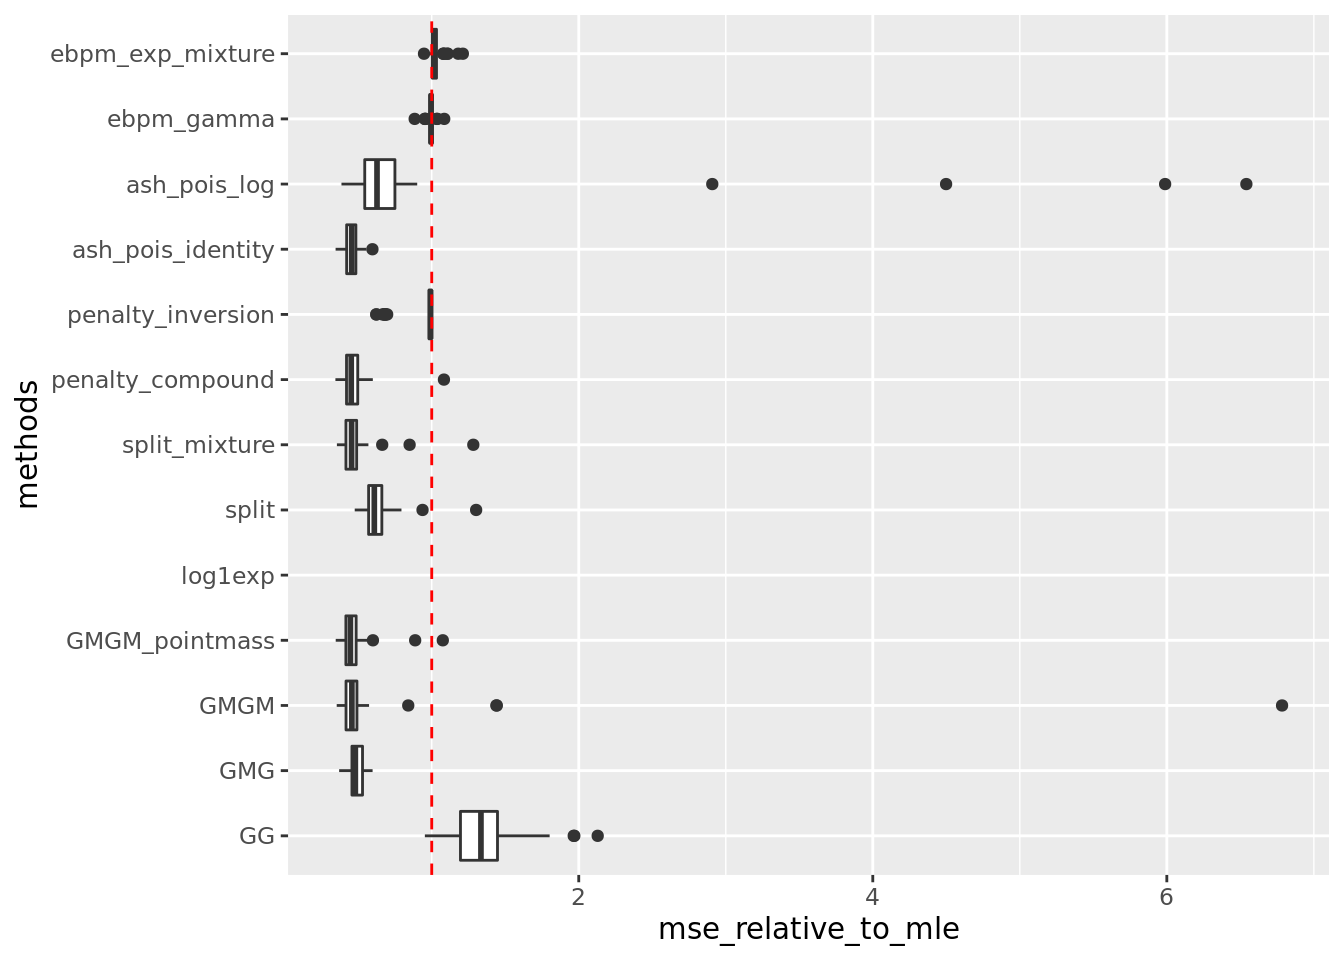 methods
ebpm_exp_mixture
ebpm_gamma
ash_pois_log
ash_pois_identity
penalty_inversion
penalty_compound
split_mixture
split
log1exp
GMGM_pointmass
GMGM
GMG
GG
2 4 6
mse_relative_to_mle